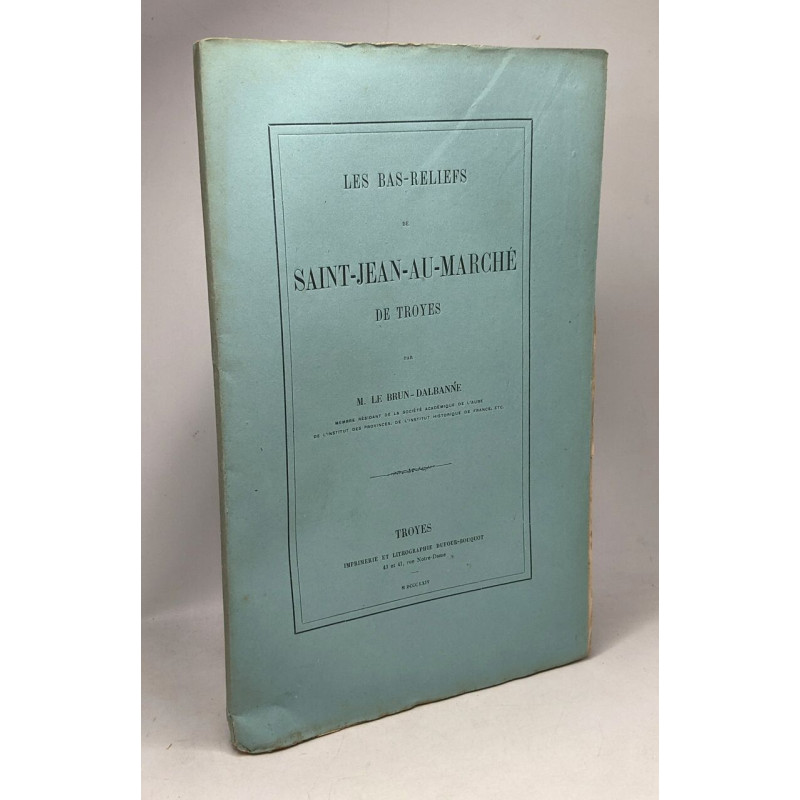 LES BAS-RELIEFS
DE
SAINT-JEAN-AU-MARCHÉ
DE TROYES
PAR
M. LE BRUN-DALBANNE
MEMBRE RÉSIDANT DE LA SOCIÉTÉ ACADÉMIQUE DE L'AUBE
DE L'INSTITUT DES PROVINCES, DE L'INSTITUT HISTORIQUE DE FRANCE, ETC.
TROYES
IMPRIMERIE ET LITHOGRAPHIE DUFOUR-BOUQUOT
43 et 41, rue Notre-Dame